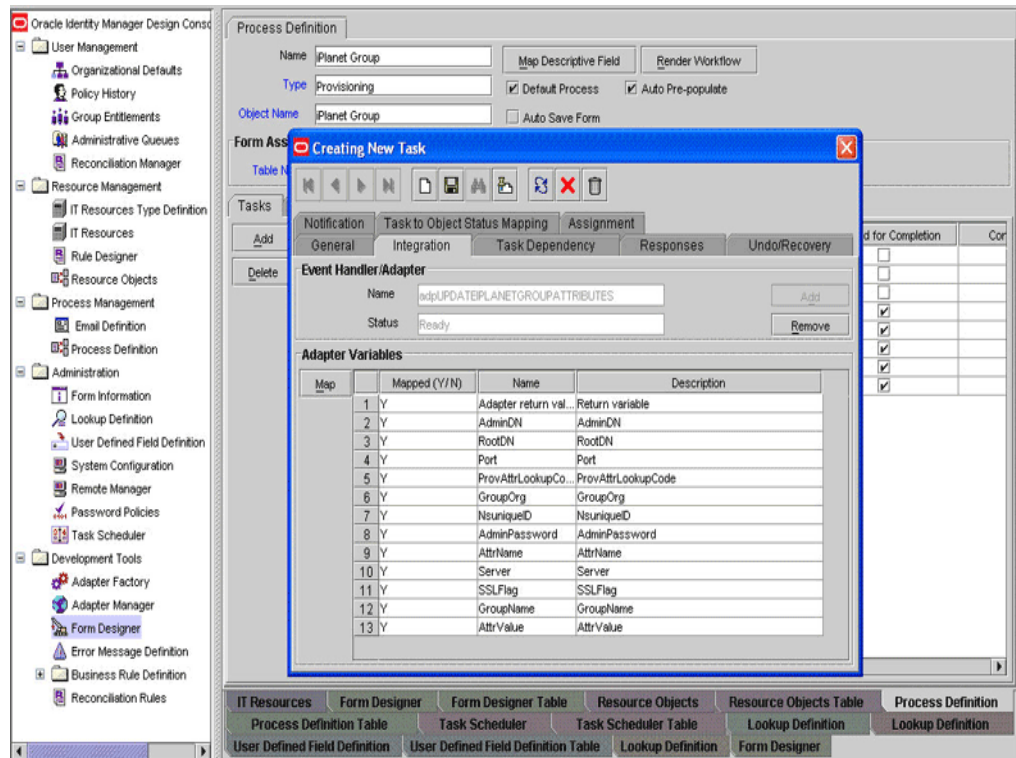 Oracle Identity Manager Design Consc
User Management
Organizational Defaults
Policy History
Group Entitlements
Administrative Queues
Reconciliation Manager
Resource Management
IT Resources Type Definition
IT Resources
Rule Designer
Resource Objects
Process Management
Email Definition
Process Definition
Administration
Form Information
Lookup Definition
User Defined Field Definition
System Configuration
Remote Manager
Password Policies
Task Scheduler
Development Tools
Adapter Factory
Adapter Manager
Form Designer
Error Message Definition
Business Rule Definition
Reconciliation Rules
Process Definition
Name iPlanet Group Map Descriptive Field Render Workflow
Type Provisioning Default Process Auto Pre-populate
Object Name iPlanet Group Auto Save Form
Form Ass
Table N
Tasks
Add
Delete
d for Completion Cor
Creating New Task
Notification Task to Object Status Mapping Assignment
General Integration Task Dependency Responses Undo/Recovery
Event Handler/Adapter
Name adpUPDATEIPLANETGROUPATTRIBUTES Add
Status Ready Remove
Adapter Variables
Map Mapped (Y/N) Name Description
1 Y Adapter return val... Return variable
2 Y AdminDN AdminDN
3 Y RootDN RootDN
4 Y Port Port
5 Y ProvAttrLookupCo... ProvAttrLookupCode
6 Y GroupOrg GroupOrg
7 Y NsuniqueID NsuniqueID
8 Y AdminPassword AdminPassword
9 Y AttrName AttrName
10 Y Server Server
11 Y SSLFlag SSLFlag
12 Y GroupName GroupName
13 Y AttrValue AttrValue
IT Resources Form Designer Form Designer Table Resource Objects Resource Objects Table Process Definition
Process Definition Table Task Scheduler Task Scheduler Table Lookup Definition Lookup Definition
User Defined Field Definition User Defined Field Definition Table Lookup Definition Form Designer